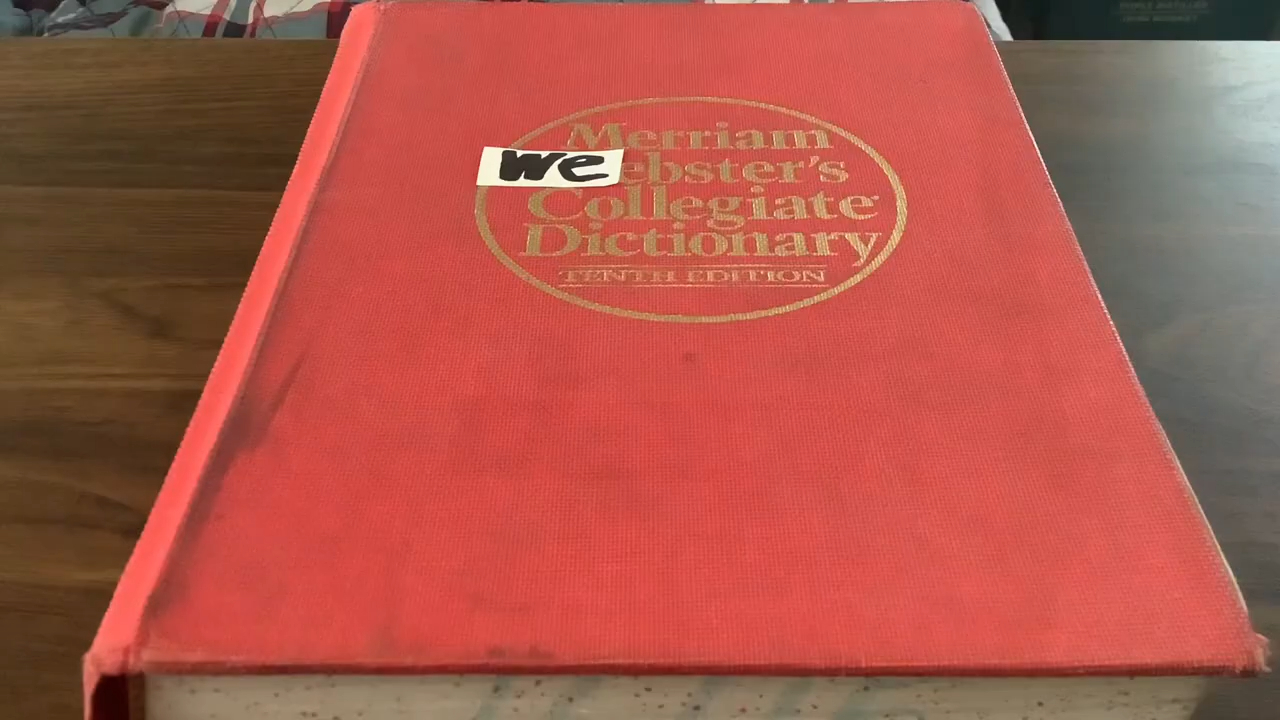 Merriam
we ebster's
Collegiate
Dictionary
TENTH EDITION